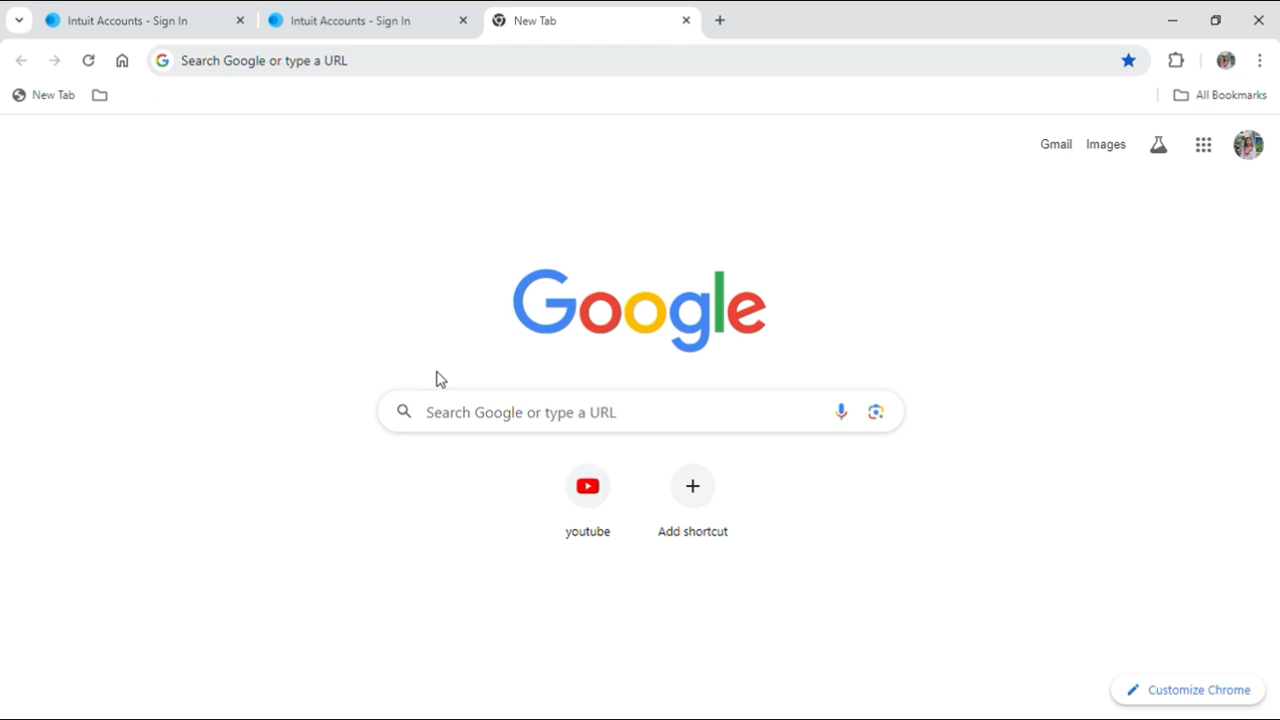 Intuit Accounts - Sign In
Intuit Accounts - Sign In
New Tab
Search Google or type a URL
New Tab
All Bookmarks
Gmail
Images
Google
Search Google or type a URL
youtube
Add shortcut
Customize Chrome